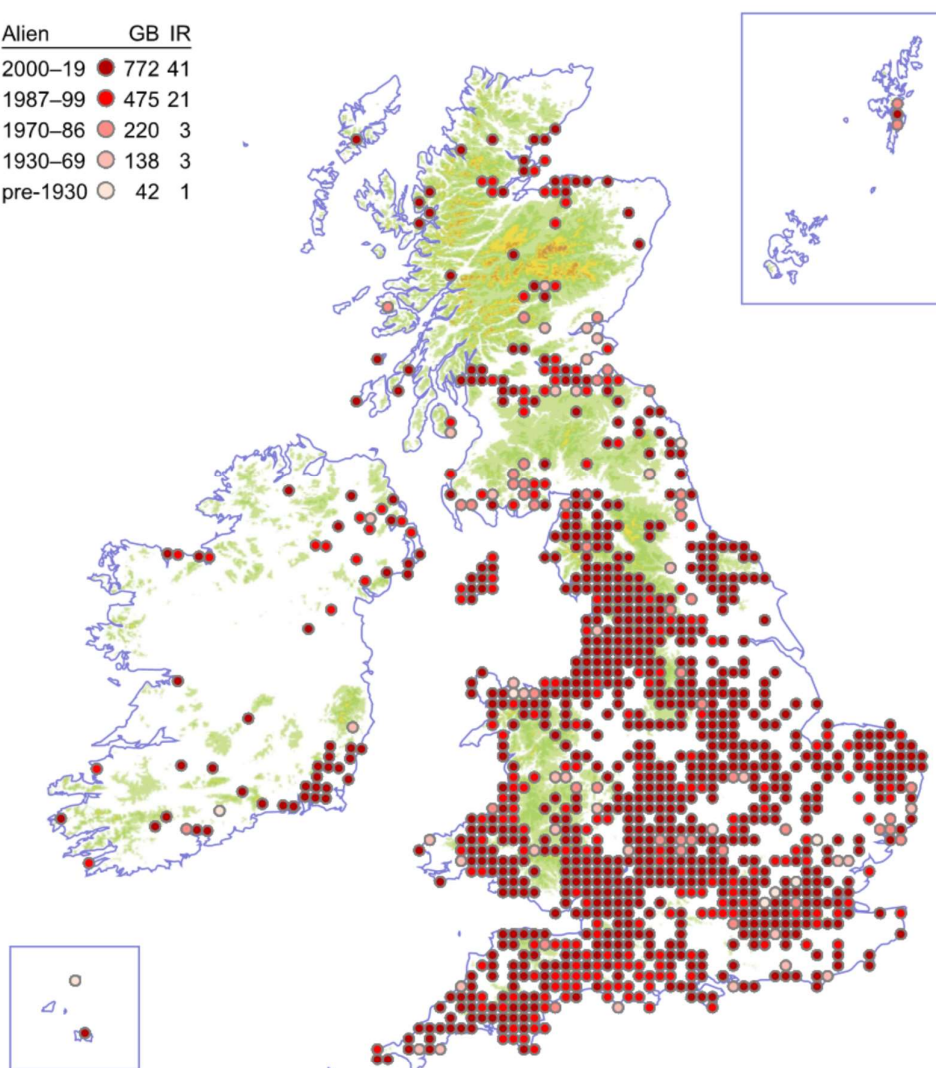 Alien GB IR
2000–19 772 41
1987–99 475 21
1970–86 220 3
1930–69 138 3
pre-1930 42 1